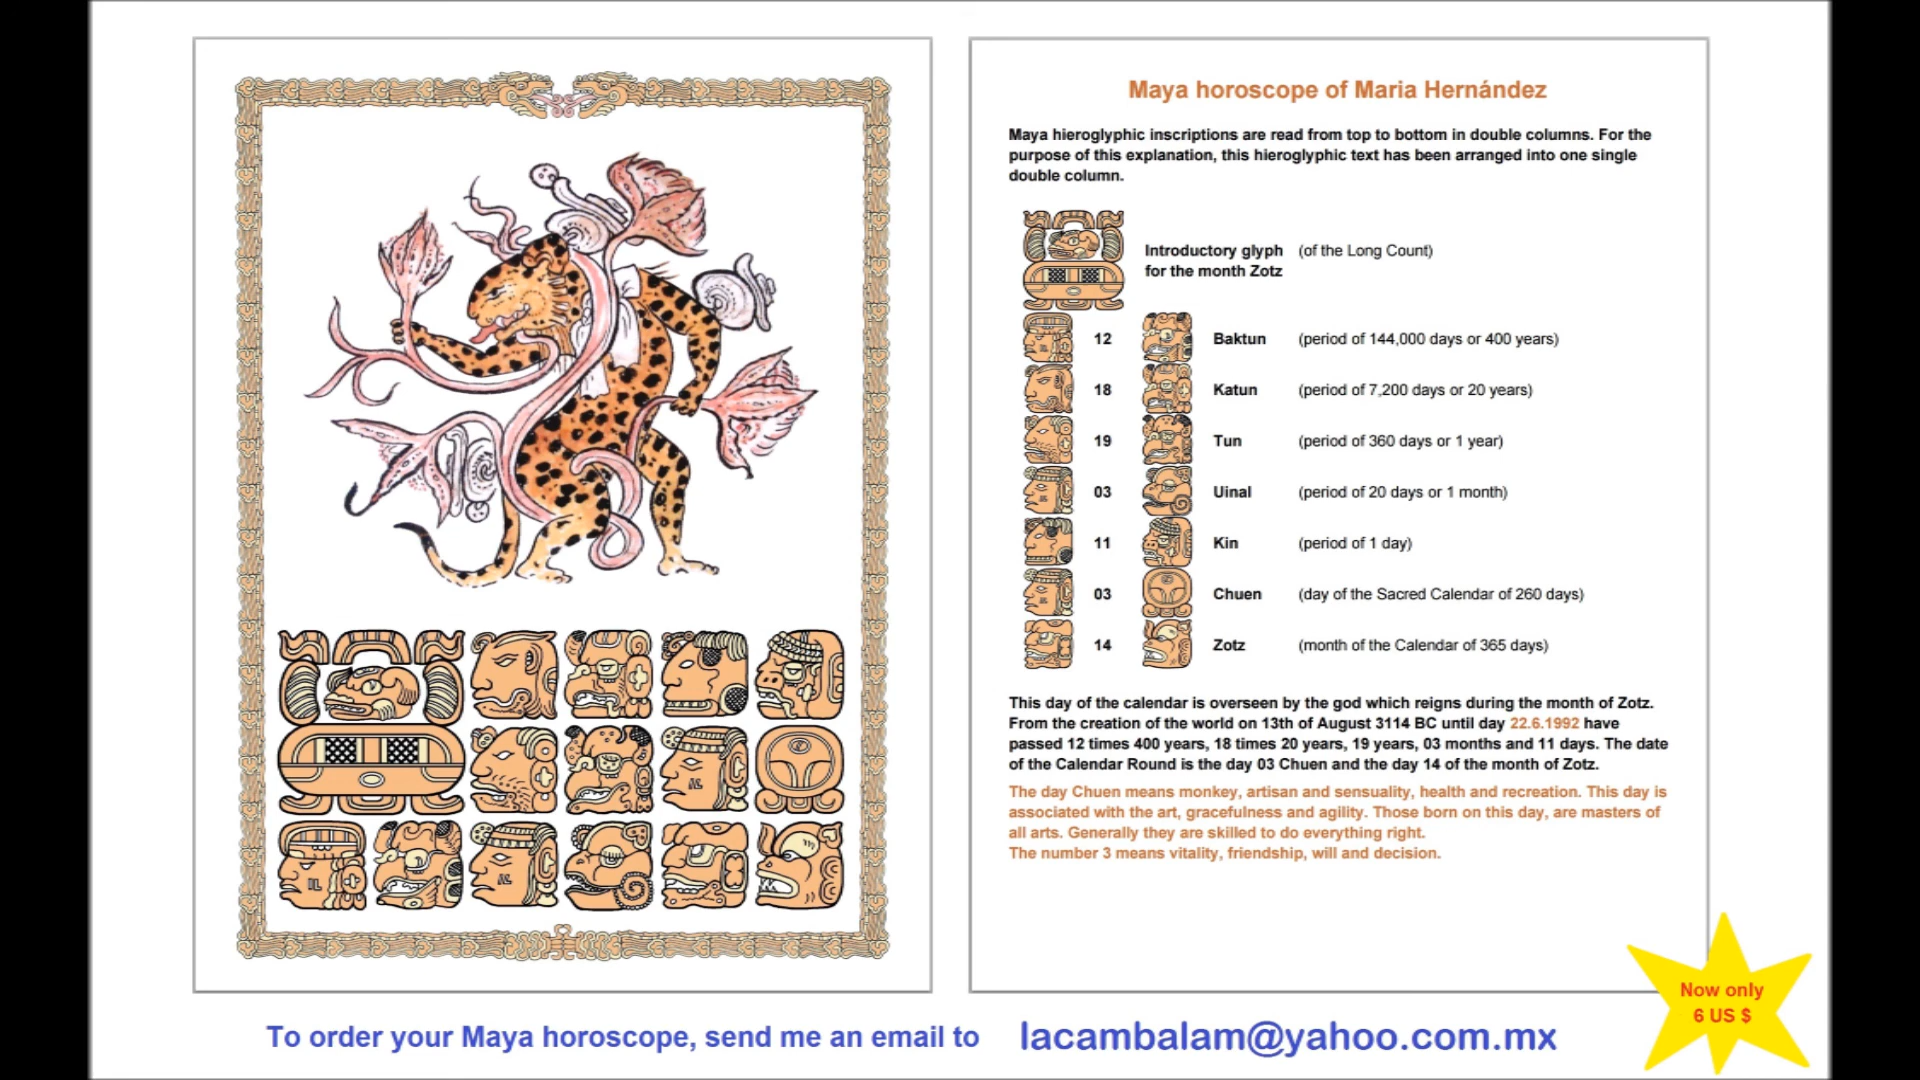 Maya horoscope of Maria Hernández
Maya hieroglyphic inscriptions are read from top to bottom in double columns. For the
purpose of this explanation, this hieroglyphic text has been arranged into one single
double column.
Introductory glyph (of the Long Count)
for the month Zotz
12 Baktun (period of 144,000 days or 400 years)
18 Katun (period of 7,200 days or 20 years)
19 Tun (period of 360 days or 1 year)
03 Uinal (period of 20 days or 1 month)
11 Kin (period of 1 day)
03 Chuen (day of the Sacred Calendar of 260 days)
14 Zotz (month of the Calendar of 365 days)
This day of the calendar is overseen by the god which reigns during the month of Zotz.
From the creation of the world on 13th of August 3114 BC until day 22.6.1992 have
passed 12 times 400 years, 18 times 20 years, 19 years, 03 months and 11 days. The date
of the Calendar Round is the day 03 Chuen and the day 14 of the month of Zotz.
The day Chuen means monkey, artisan and sensuality, health and recreation. This day is
associated with the art, gracefulness and agility. Those born on this day, are masters of
all arts. Generally they are skilled to do everything right.
The number 3 means vitality, friendship, will and decision.
Now only
6 US $
To order your Maya horoscope, send me an email to lacambalam@yahoo.com.mx